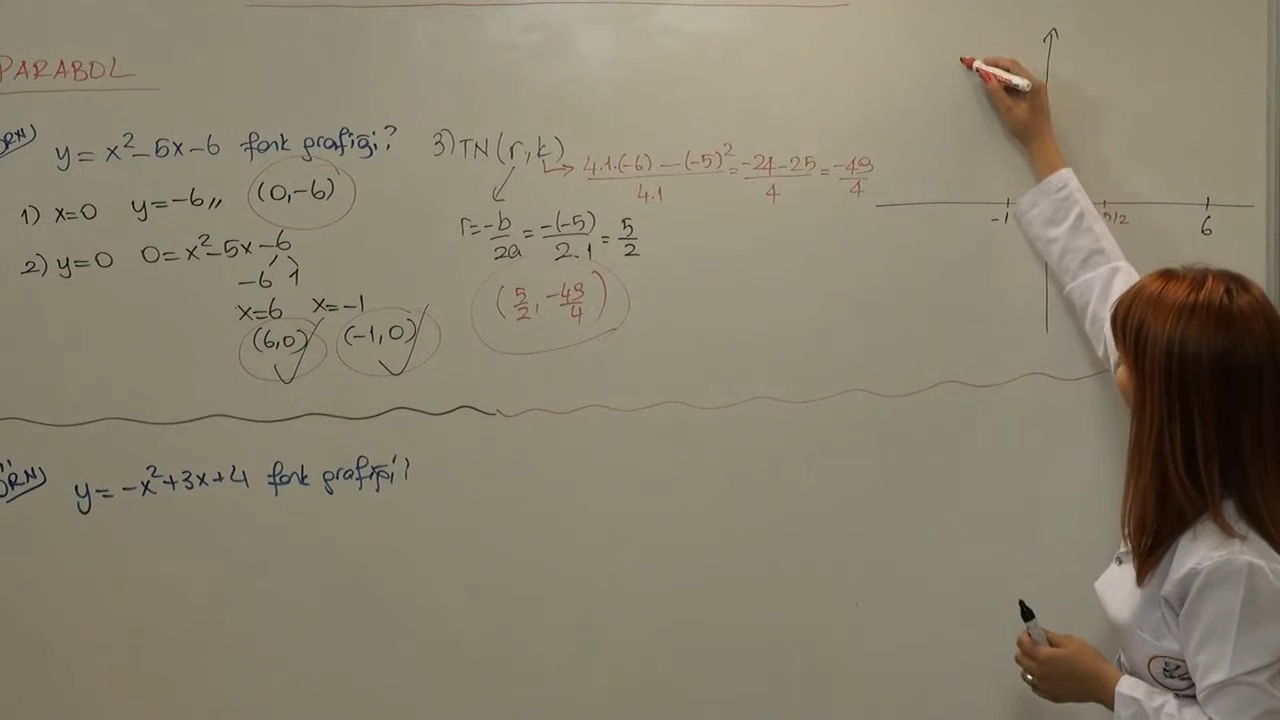 PARABOL
ÖRN) y = x² - 5x - 6 fonk grafiği?
1) x=0 y=-6,, (0,-6)
2) y=0 0=x²-5x-6
-6 1
x=6 x=-1
(6,0) (-1,0)
3) TN(r,k) → 4.1.(-6) - (-5)² / 4.1 = -24-25 / 4 = -49/4
r = -b/2a = -(-5)/2.1 = 5/2
(5/2, -49/4)
-1 5/2 6
ÖRN) y = -x² + 3x + 4 fonk grafiği?